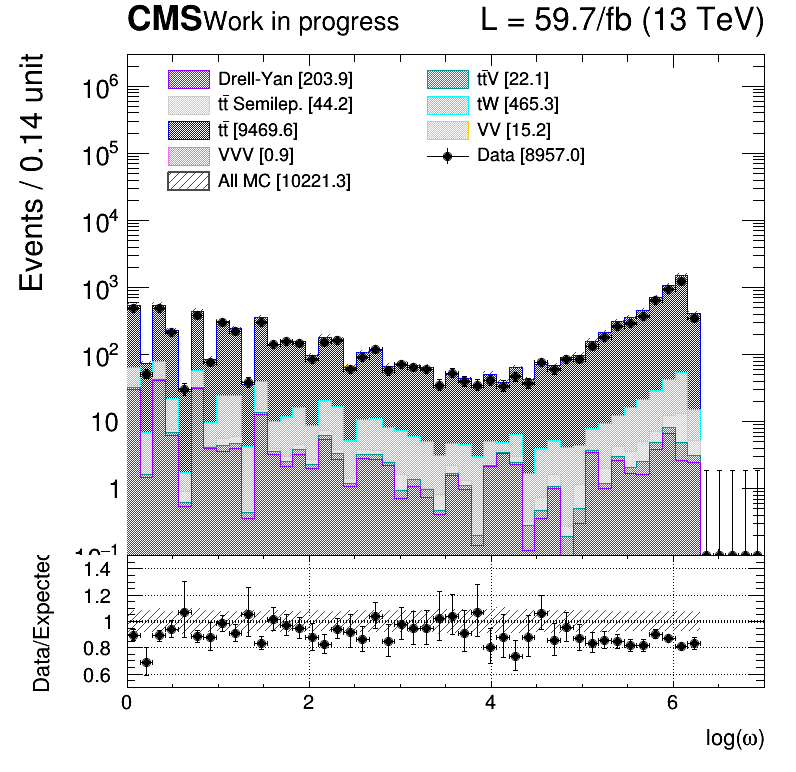 CMS Work in progress L = 59.7/fb (13 TeV)
Events / 0.14 unit
10⁶
10⁵
10⁴
10³
10²
10
1
10⁻¹
Drell-Yan [203.9]
tt̄ Semilep. [44.2]
tt̄ [9469.6]
VVV [0.9]
All MC [10221.3]
tt̄V [22.1]
tW [465.3]
VV [15.2]
Data [8957.0]
Data/Expected
1.4
1.2
1
0.8
0.6
0 2 4 6
log(ω)